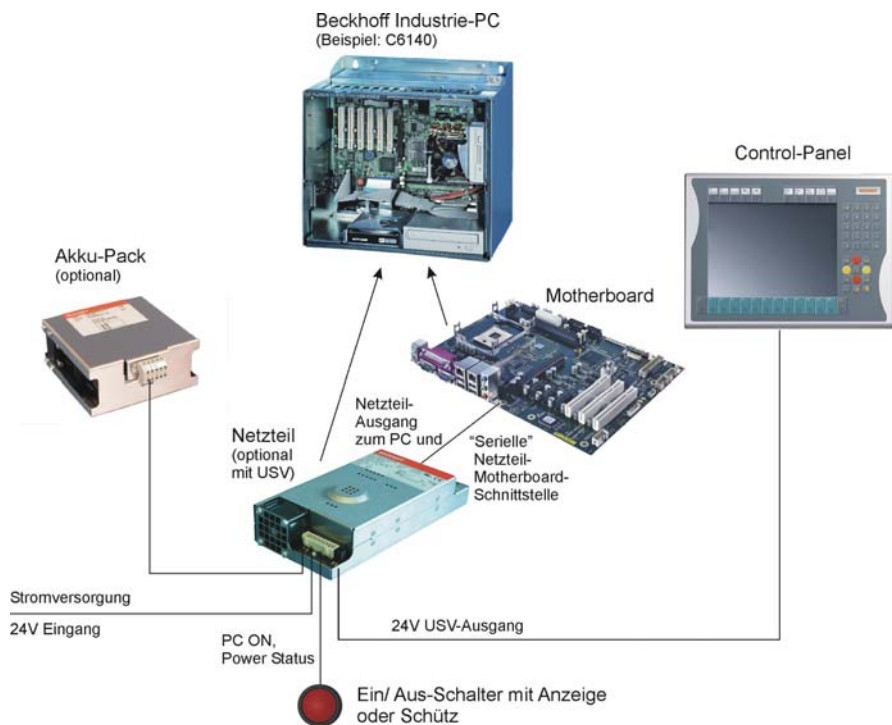 Beckhoff Industrie-PC
(Beispiel: C6140)
Control-Panel
Akku-Pack
(optional)
Motherboard
Netzteil
(optional
mit USV)
Netzteil-
Ausgang
zum PC und
"Serielle"
Netzteil-
Motherboard-
Schnittstelle
Stromversorgung
24V Eingang
PC ON,
Power Status
24V USV-Ausgang
Ein/ Aus-Schalter mit Anzeige
oder Schütz